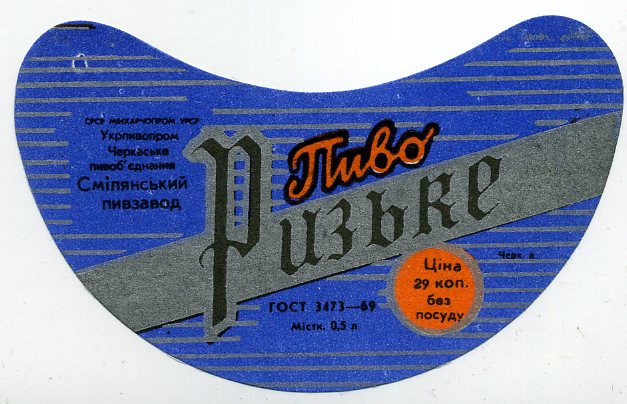 СРСР МІНХАРЧОПРОМ УРСР
Укрпивопром
Черкаське
пивоб'єднання
Смілянський
пивзавод
Пиво
Ризьке
Ціна
29 коп.
без
посуду
ГОСТ 3473—69
Містк. 0,5 л